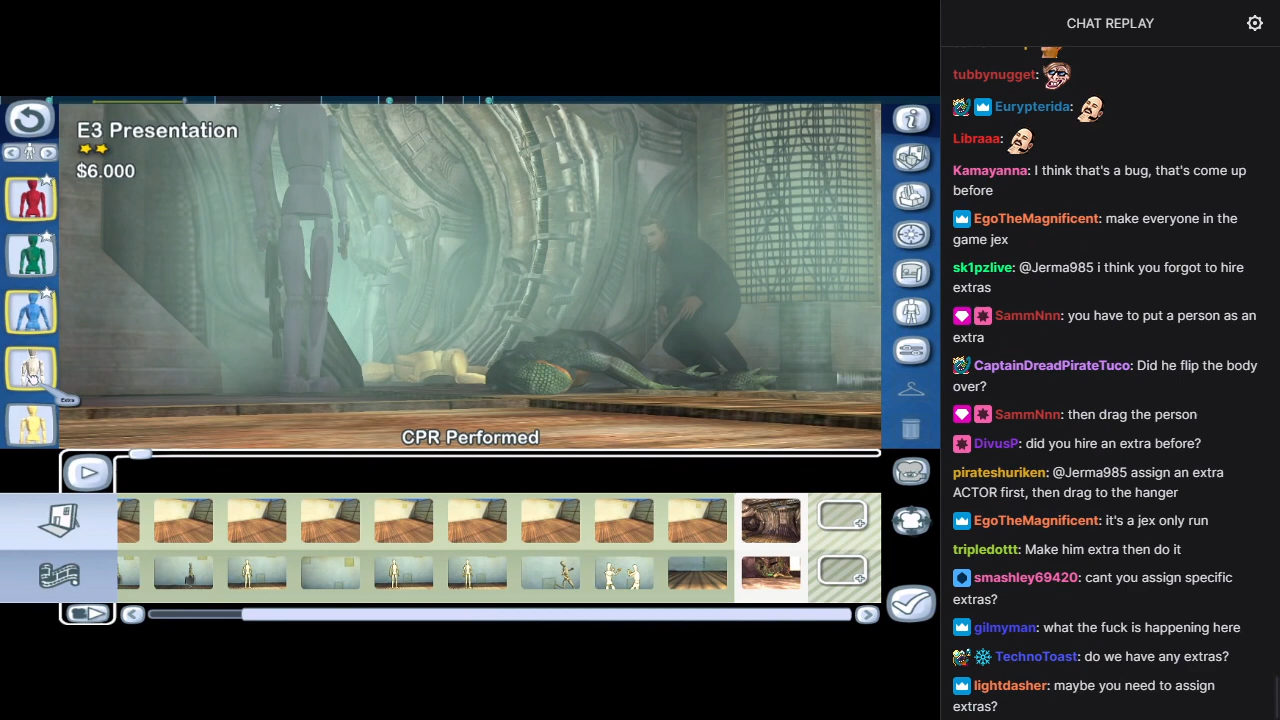 CHAT REPLAY
E3 Presentation
$6.000
Extra
CPR Performed
tubbynugget:
Eurypterida:
Libraaa:
Kamayanna: I think that's a bug, that's come up
before
EgoTheMagnificent: make everyone in the
game jex
sk1pzlive: @Jerma985 i think you forgot to hire
extras
SammNnn: you have to put a person as an
extra
CaptainDreadPirateTuco: Did he flip the body
over?
SammNnn: then drag the person
DivusP: did you hire an extra before?
pirateshuriken: @Jerma985 assign an extra
ACTOR first, then drag to the hanger
EgoTheMagnificent: it's a jex only run
tripledottt: Make him extra then do it
smashley69420: cant you assign specific
extras?
gilmyman: what the fuck is happening here
TechnoToast: do we have any extras?
lightdasher: maybe you need to assign
extras?